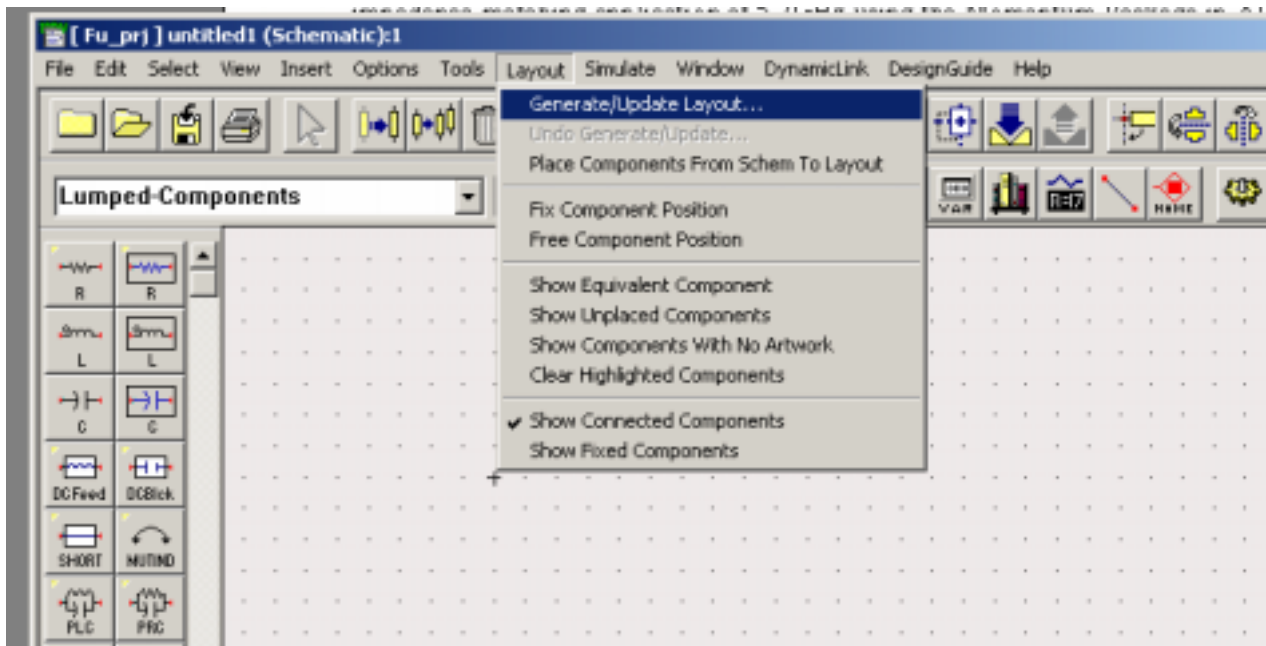 [ Fu_prj ] untitled1 (Schematic):1
File Edit Select View Insert Options Tools Layout Simulate Window DynamicLink DesignGuide Help
Generate/Update Layout...
Undo Generate/Update...
Place Components From Schem To Layout
Fix Component Position
Free Component Position
Show Equivalent Component
Show Unplaced Components
Show Components With No Artwork
Clear Highlighted Components
Show Connected Components
Show Fixed Components
Lumped-Components
VAR
NAME
R R
L L
C C
DCFeed DCBlck
SHORT MUTIND
PLC PRC